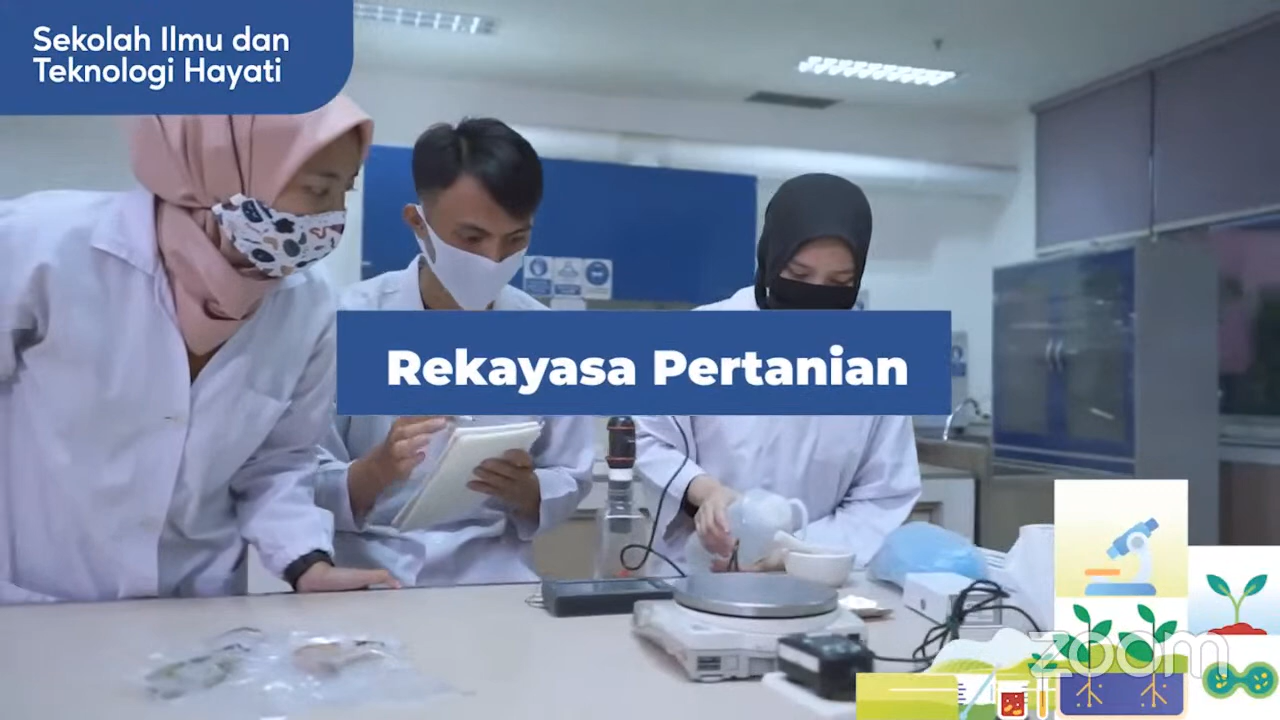 Sekolah Ilmu dan
Teknologi Hayati
Rekayasa Pertanian
zoom